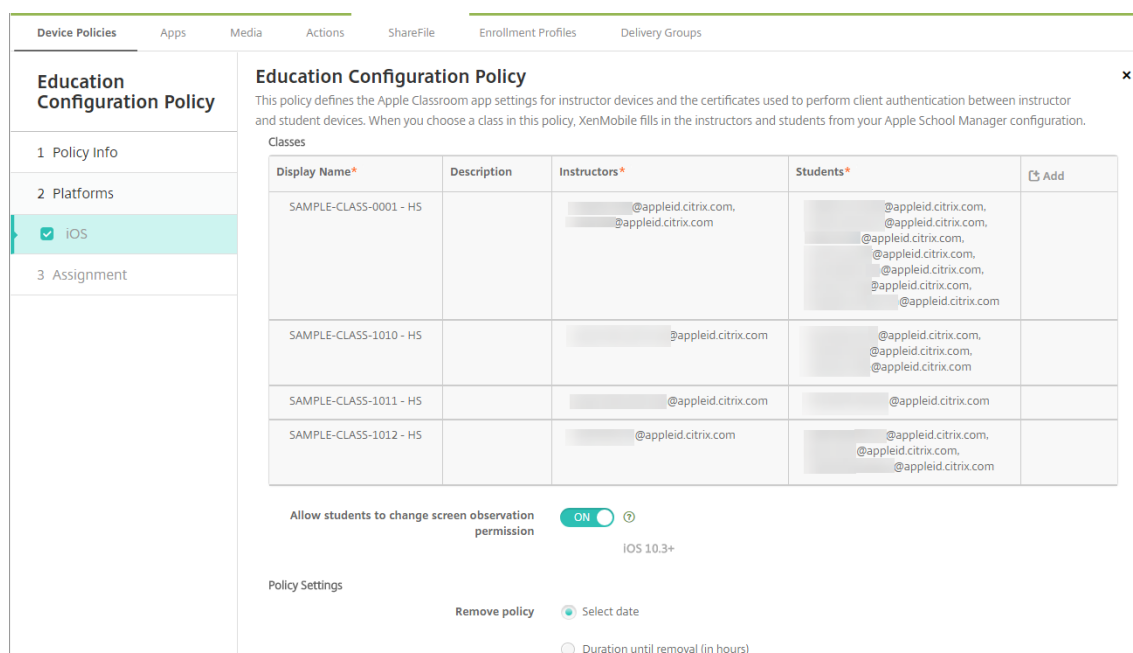 Device Policies Apps Media Actions ShareFile Enrollment Profiles Delivery Groups
Education
Configuration Policy
1 Policy Info
2 Platforms
iOS
3 Assignment
Education Configuration Policy
This policy defines the Apple Classroom app settings for instructor devices and the certificates used to perform client authentication between instructor
and student devices. When you choose a class in this policy, XenMobile fills in the instructors and students from your Apple School Manager configuration.
Classes
Display Name* Description Instructors* Students* Add
SAMPLE-CLASS-0001 - HS
@appleid.citrix.com,
@appleid.citrix.com
@appleid.citrix.com,
@appleid.citrix.com,
@appleid.citrix.com,
@appleid.citrix.com,
@appleid.citrix.com,
@appleid.citrix.com,
@appleid.citrix.com
SAMPLE-CLASS-1010 - HS
@appleid.citrix.com
@appleid.citrix.com,
@appleid.citrix.com,
@appleid.citrix.com
SAMPLE-CLASS-1011 - HS
@appleid.citrix.com
@appleid.citrix.com
SAMPLE-CLASS-1012 - HS
@appleid.citrix.com
@appleid.citrix.com,
@appleid.citrix.com,
@appleid.citrix.com
Allow students to change screen observation
permission
ON ?
iOS 10.3+
Policy Settings
Remove policy
Select date
Duration until removal (in hours)